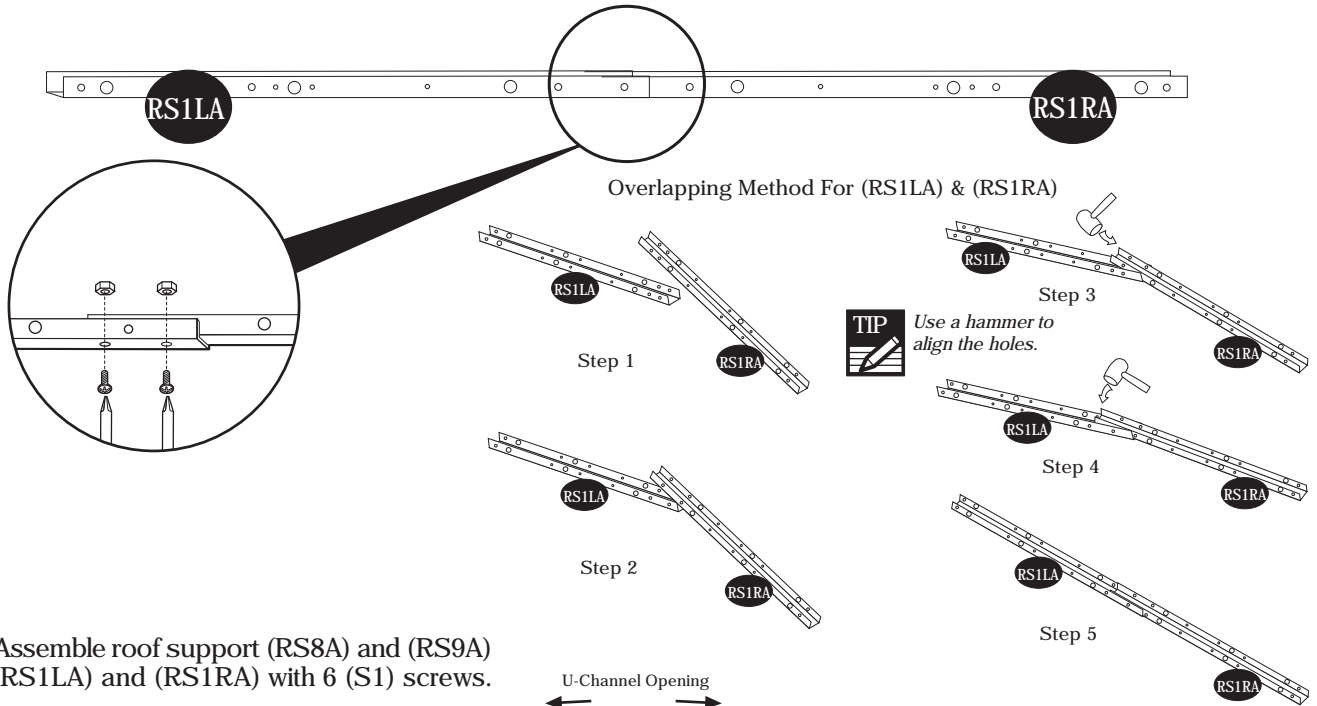 RS1LA
RS1RA
Overlapping Method For (RS1LA) & (RS1RA)
RS1LA
RS1RA
Step 1
RS1LA
RS1RA
Step 2
RS1LA
Step 3
RS1RA
TIP
Use a hammer to
align the holes.
RS1LA
Step 4
RS1RA
RS1LA
Step 5
RS1RA
Assemble roof support (RS8A) and (RS9A)
RS1LA) and (RS1RA) with 6 (S1) screws.
U-Channel Opening